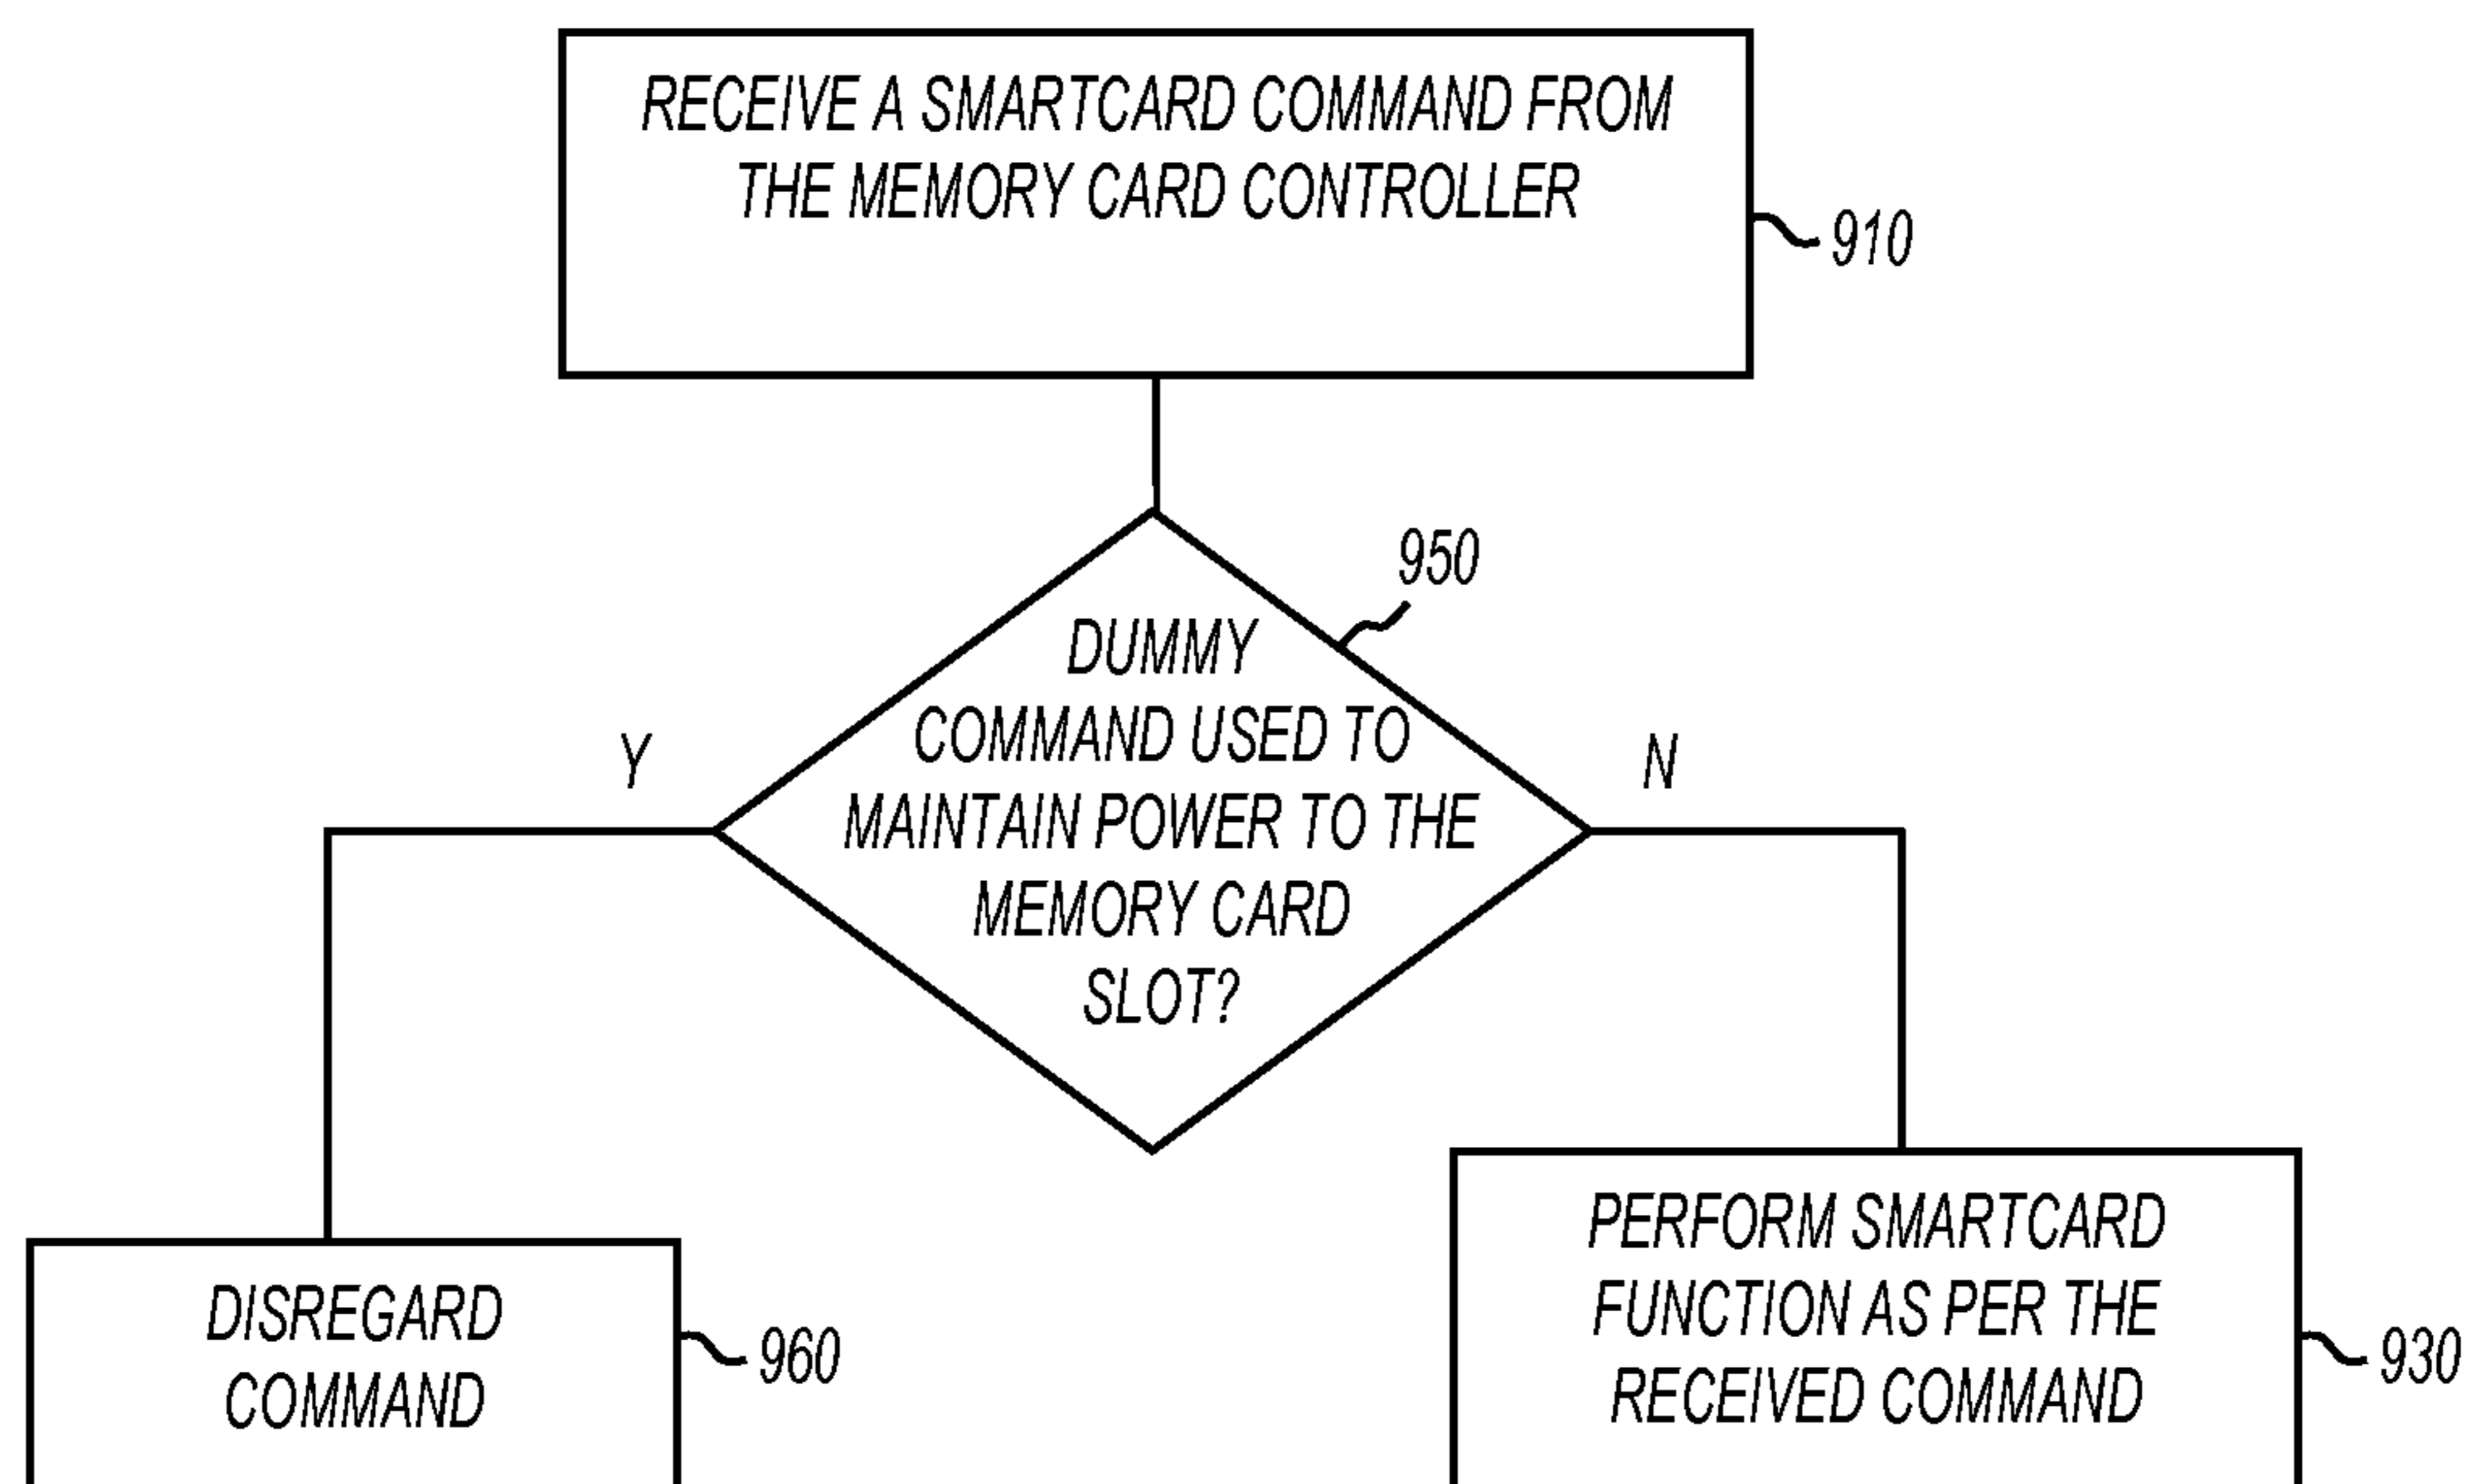 RECEIVE A SMARTCARD COMMAND FROM
THE MEMORY CARD CONTROLLER
910
950
DUMMY
COMMAND USED TO
MAINTAIN POWER TO THE
MEMORY CARD
SLOT?
Y
N
DISREGARD
COMMAND
960
PERFORM SMARTCARD
FUNCTION AS PER THE
RECEIVED COMMAND
930